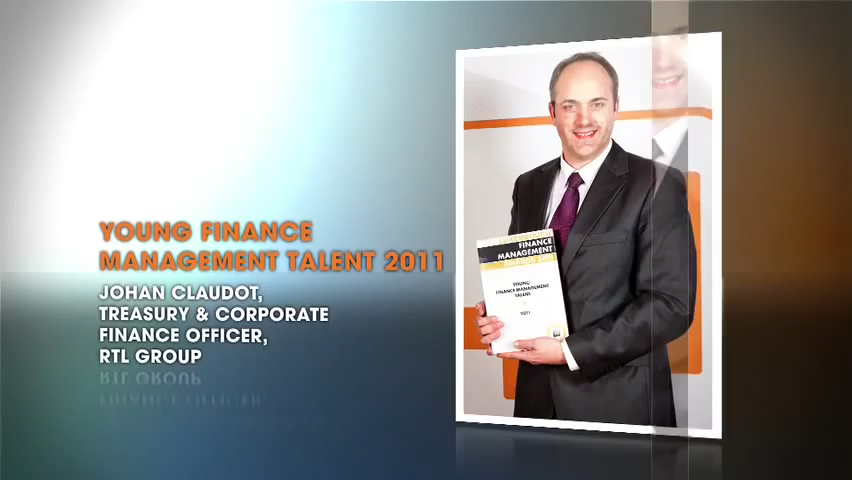 YOUNG FINANCE
MANAGEMENT TALENT 2011
JOHAN CLAUDOT,
TREASURY & CORPORATE
FINANCE OFFICER,
RTL GROUP
FINANCE
MANAGEMENT
YOUNG
FINANCE MANAGEMENT
TALENT
2011